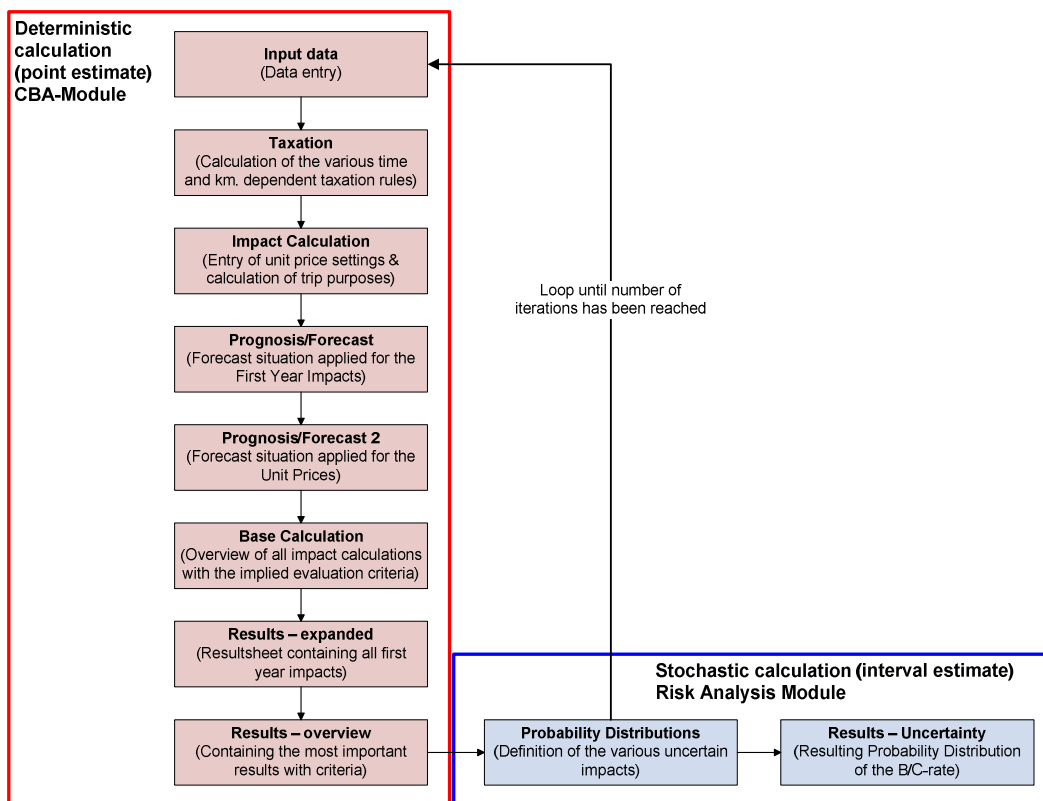 Deterministic
calculation
(point estimate)
CBA-Module
Input data
(Data entry)
Taxation
(Calculation of the various time
and km. dependent taxation rules)
Impact Calculation
(Entry of unit price settings &
calculation of trip purposes)
Loop until number of
iterations has been reached
Prognosis/Forecast
(Forecast situation applied for the
First Year Impacts)
Prognosis/Forecast 2
(Forecast situation applied for the
Unit Prices)
Base Calculation
(Overview of all impact calculations
with the implied evaluation criteria)
Results – expanded
(Resultsheet containing all first
year impacts)
Stochastic calculation (interval estimate)
Risk Analysis Module
Results – overview
(Containing the most important
results with criteria)
Probability Distributions
(Definition of the various uncertain
impacts)
Results – Uncertainty
(Resulting Probability Distribution
of the B/C-rate)